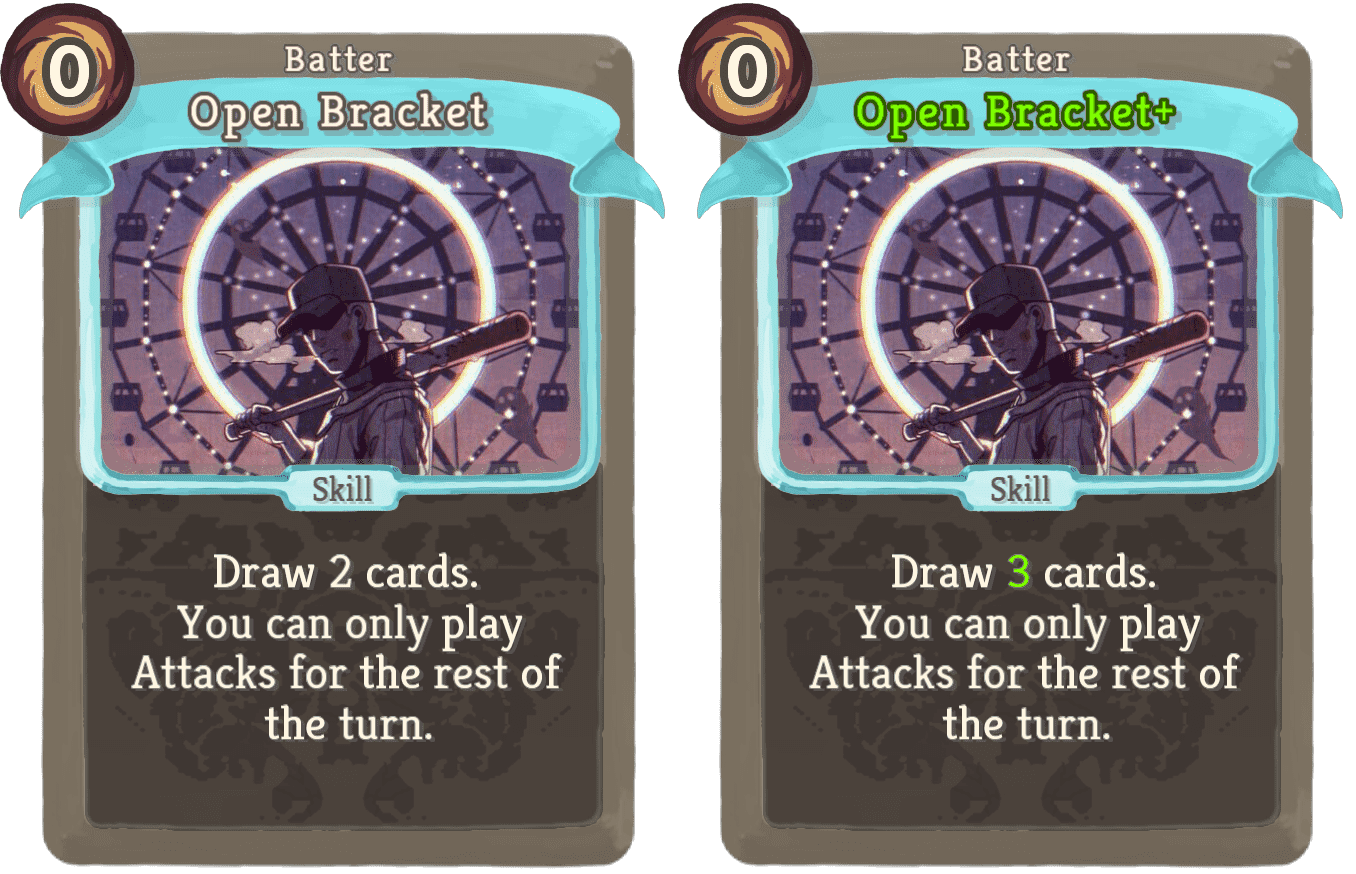 0
Batter
Open Bracket
Skill
Draw 2 cards.
You can only play
Attacks for the rest of
the turn.
0
Batter
Open Bracket+
Skill
Draw 3 cards.
You can only play
Attacks for the rest of
the turn.